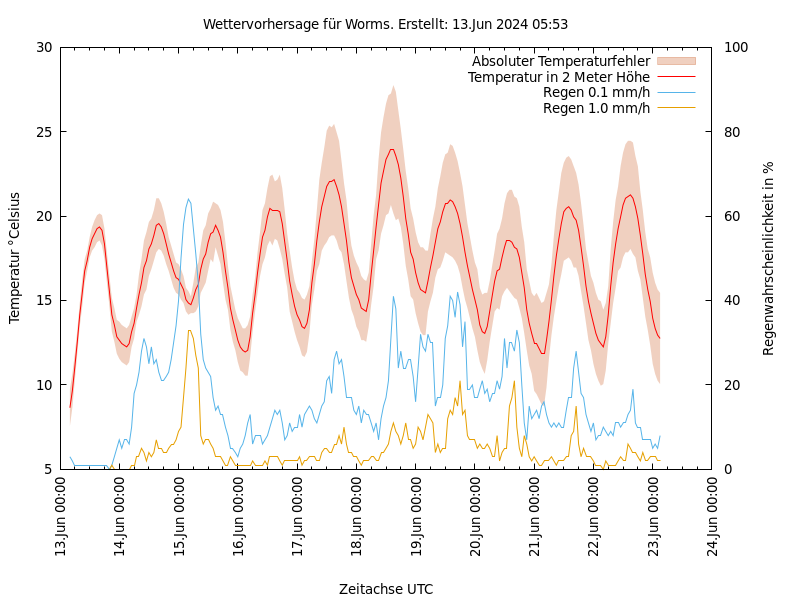 Wettervorhersage für Worms. Erstellt: 13.Jun 2024 05:53
Absoluter Temperaturfehler
Temperatur in 2 Meter Höhe
Regen 0.1 mm/h
Regen 1.0 mm/h
30
25
20
15
10
5
100
80
60
40
20
0
Temperatur °Celsius
Regenwahrscheinlichkeit in %
13.Jun 00:00
14.Jun 00:00
15.Jun 00:00
16.Jun 00:00
17.Jun 00:00
18.Jun 00:00
19.Jun 00:00
20.Jun 00:00
21.Jun 00:00
22.Jun 00:00
23.Jun 00:00
24.Jun 00:00
Zeitachse UTC